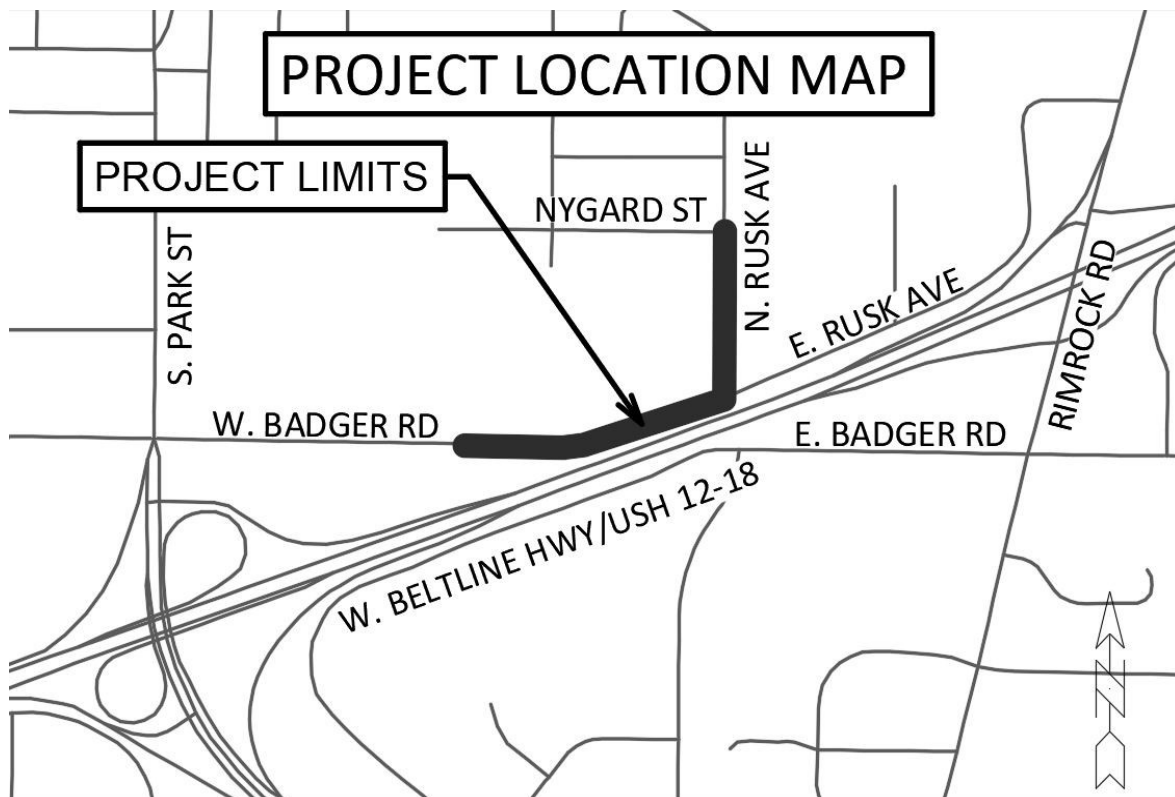 PROJECT LOCATION MAP
PROJECT LIMITS
NYGARD ST
N. RUSK AVE
S. PARK ST
E. RUSK AVE
RIMROCK RD
W. BADGER RD
E. BADGER RD
W. BELTLINE HWY/USH 12-18
N